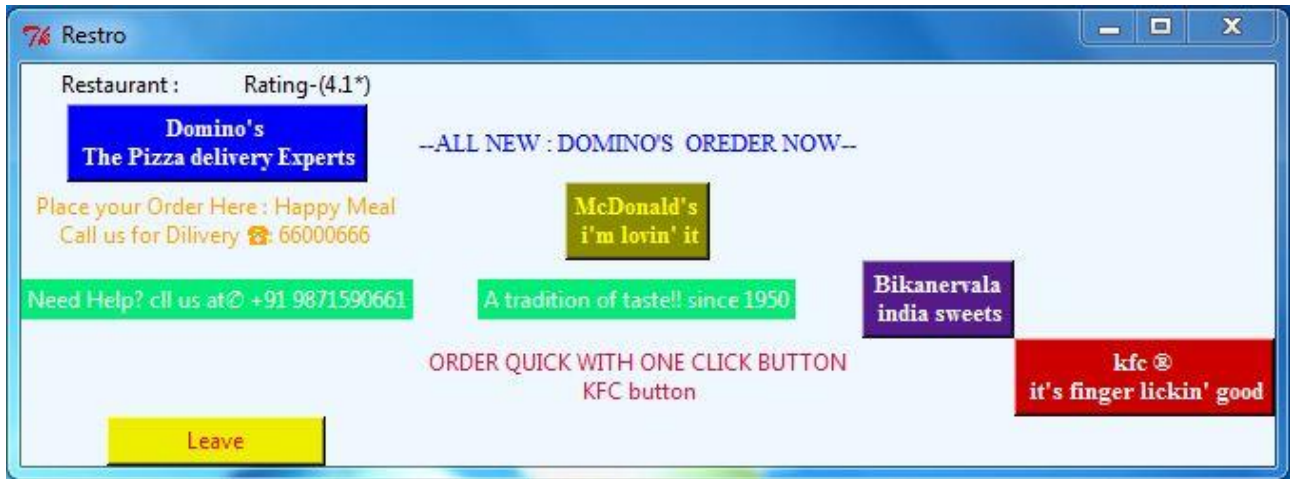 Restro
Restaurant : Rating-(4.1*)
Domino's
The Pizza delivery Experts
--ALL NEW : DOMINO'S OREDER NOW--
Place your Order Here : Happy Meal
Call us for Dilivery ☎: 66000666
McDonald's
i'm lovin' it
Need Help? cll us at✆ +91 9871590661
A tradition of taste!! since 1950
Bikanervala
india sweets
ORDER QUICK WITH ONE CLICK BUTTON
KFC button
kfc ®
it's finger lickin' good
Leave